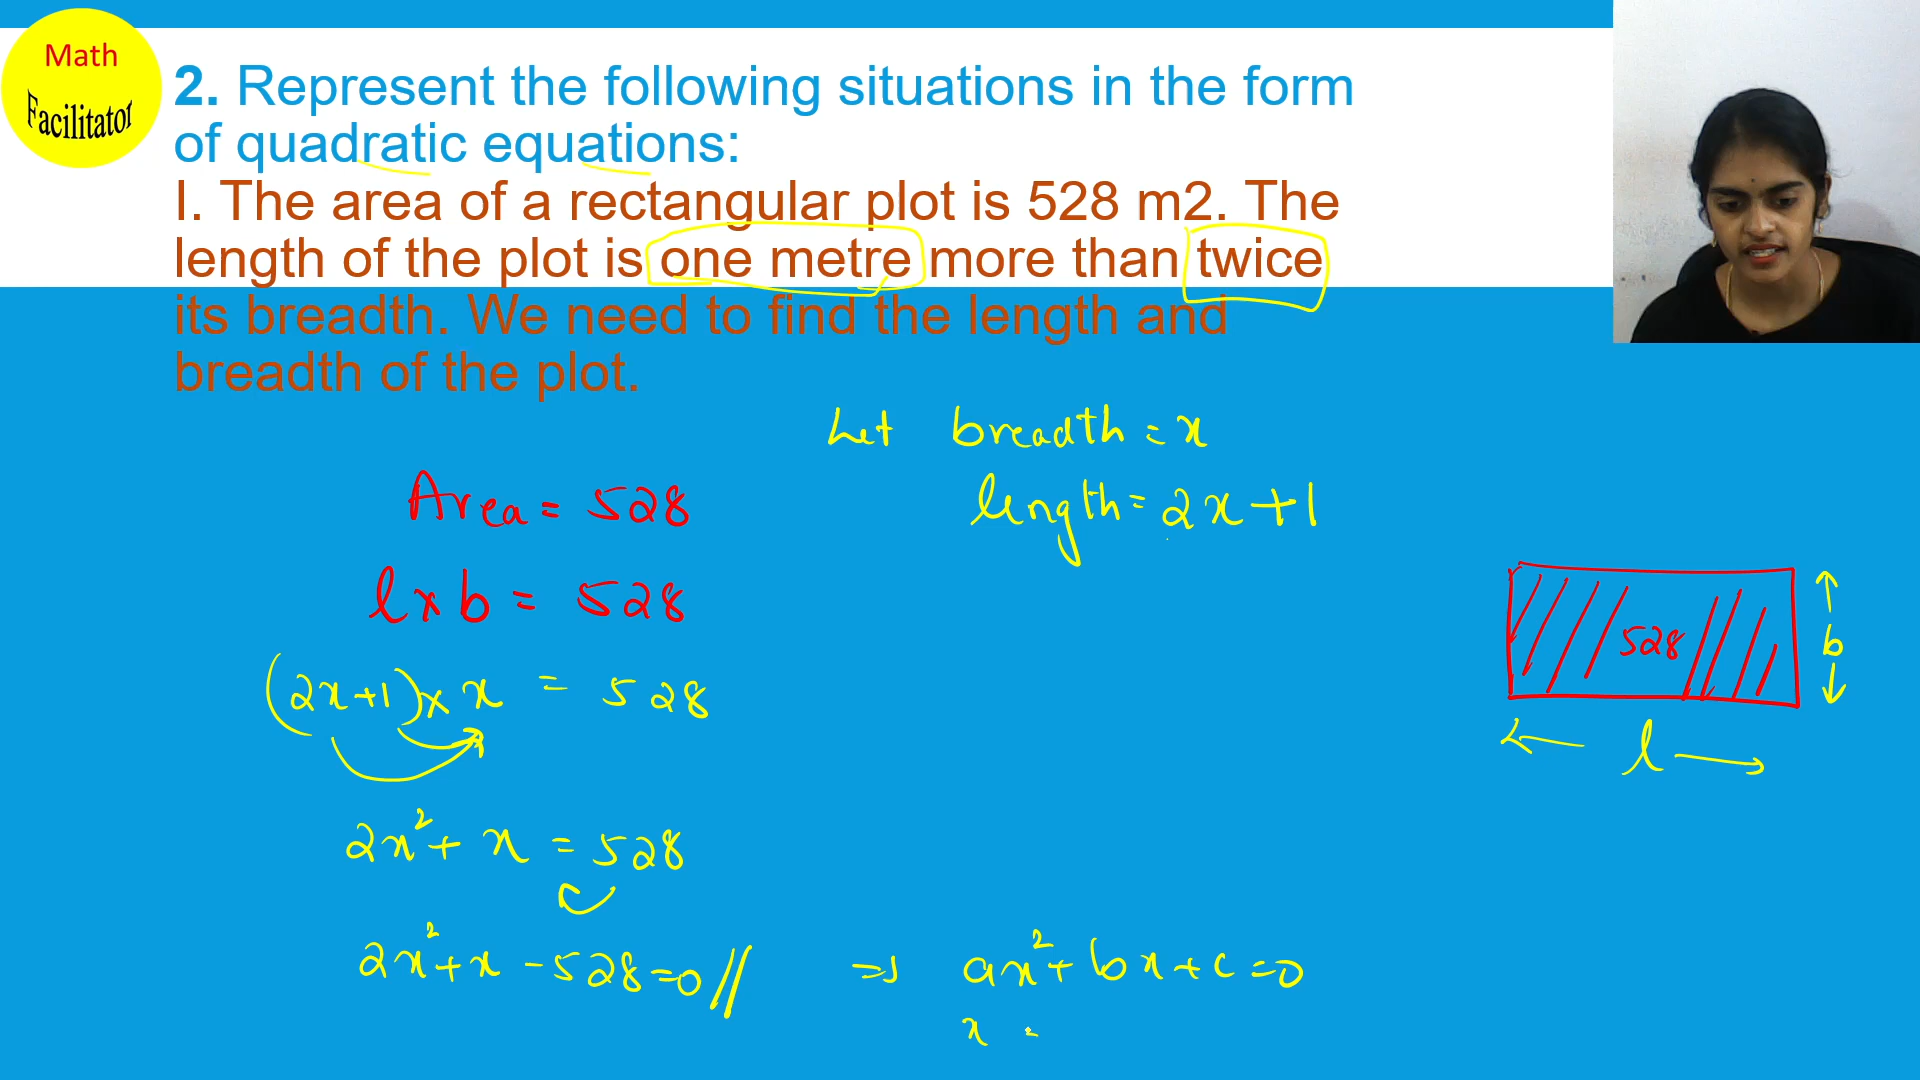 Math
Facilitator
2. Represent the following situations in the form
of quadratic equations:
I. The area of a rectangular plot is 528 m2. The
length of the plot is one metre more than twice
its breadth. We need to find the length and
breadth of the plot.
Let breadth = x
length = 2x+1
Area = 528
l x b = 528
(2x+1) x x = 528
2x² + x = 528
2x² + x - 528 = 0 //
⇒ ax² + bx + c = 0
x =
528
b
l